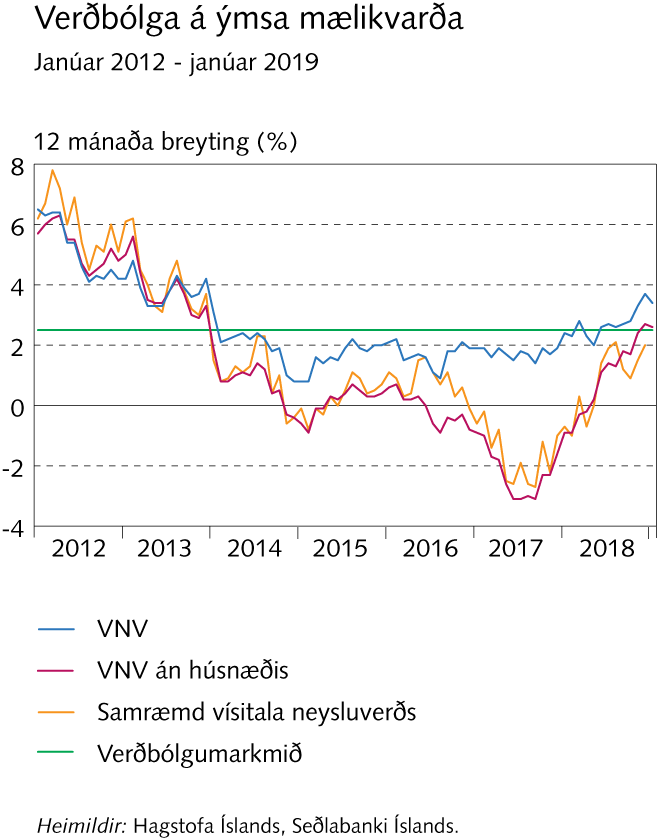 Verðbólga á ýmsa mælikvarða
Janúar 2012 - janúar 2019
12 mánaða breyting (%)
8
6
4
2
0
-2
-4
2012 2013 2014 2015 2016 2017 2018
VNV
VNV án húsnæðis
Samræmd vísitala neysluverðs
Verðbólgumarkmið
Heimildir: Hagstofa Íslands, Seðlabanki Íslands.